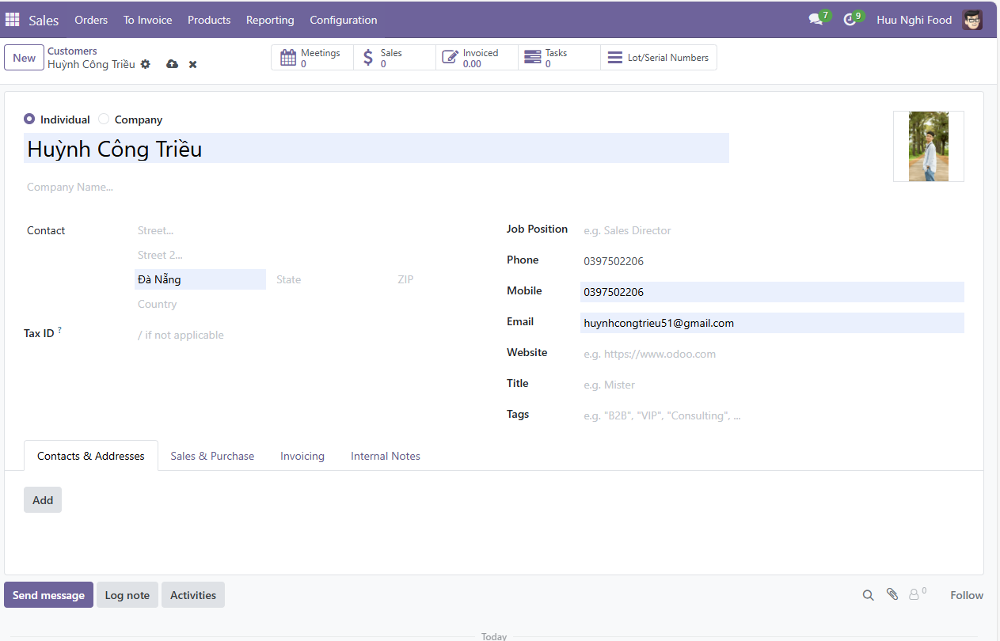 Sales Orders To Invoice Products Reporting Configuration 7 9 Huu Nghi Food
New Customers Meetings Sales Invoiced Tasks Lot/Serial Numbers
Huỳnh Công Triều 0 0 0.00 0
Individual Company
Huỳnh Công Triều
Company Name...
Contact Street...
Street 2...
Đà Nẵng State ZIP
Country
Tax ID ? / if not applicable
Job Position e.g. Sales Director
Phone 0397502206
Mobile 0397502206
Email huynhcongtrieu51@gmail.com
Website e.g. https://www.odoo.com
Title e.g. Mister
Tags e.g. "B2B", "VIP", "Consulting", ...
Contacts & Addresses Sales & Purchase Invoicing Internal Notes
Add
Send message Log note Activities 0 Follow
Today